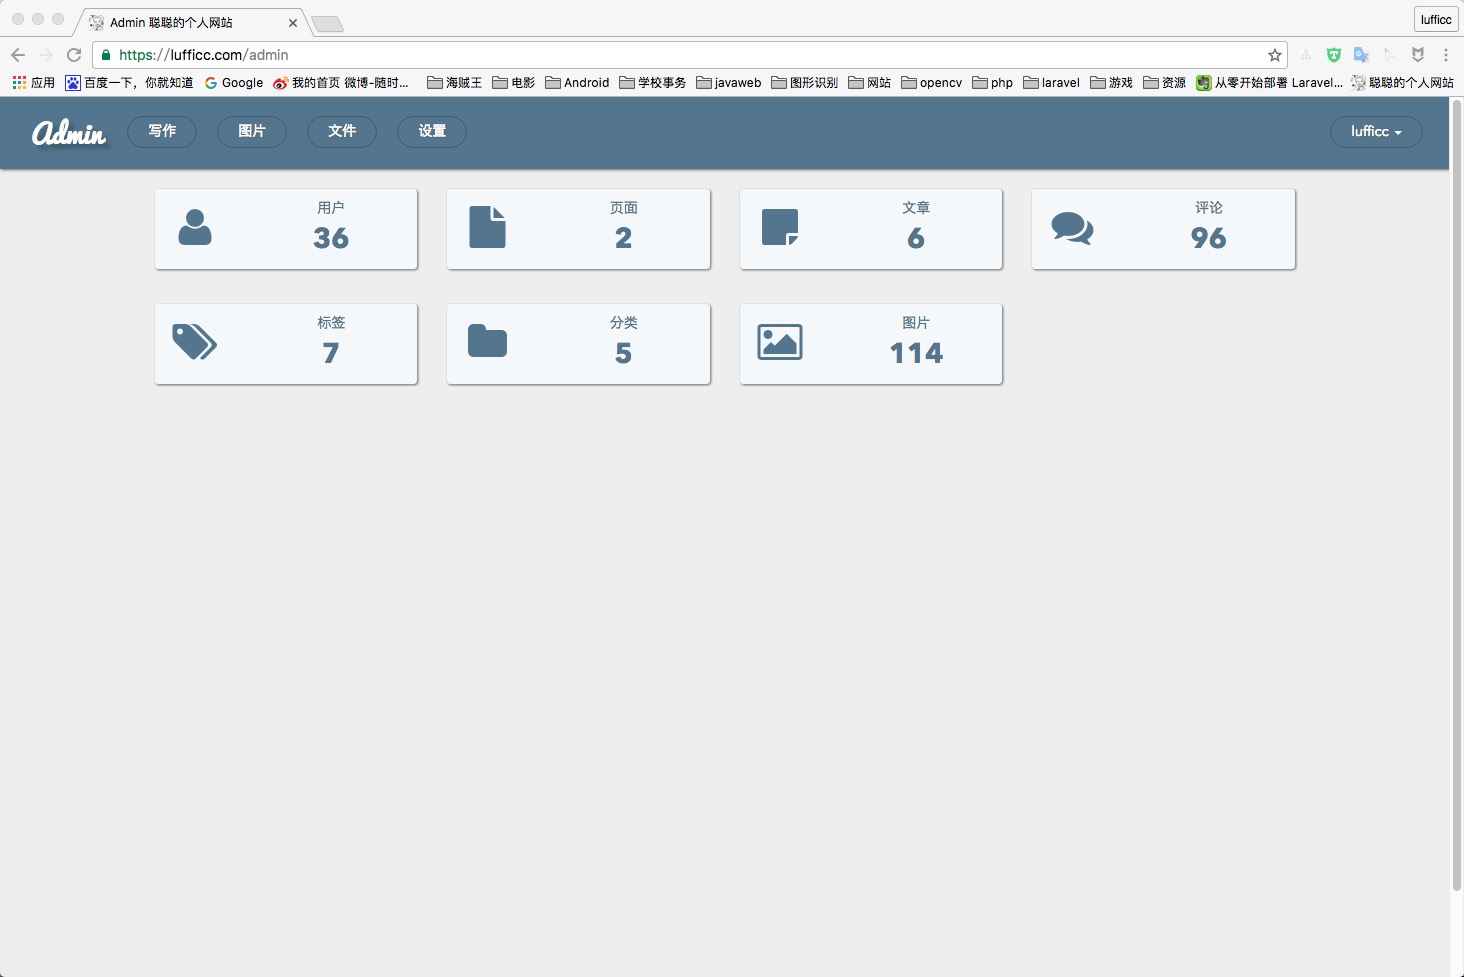 Admin 聪聪的个人网站
lufficc
https://lufficc.com/admin
应用 百度一下，你就知道 Google 我的首页 微博-随时... 海贼王 电影 Android 学校事务 javaweb 图形识别 网站 opencv php laravel 游戏 资源 从零开始部署 Laravel... 聪聪的个人网站
Admin 写作 图片 文件 设置 lufficc
用户 页面 文章 评论
36 2 6 96
标签 分类 图片
7 5 114